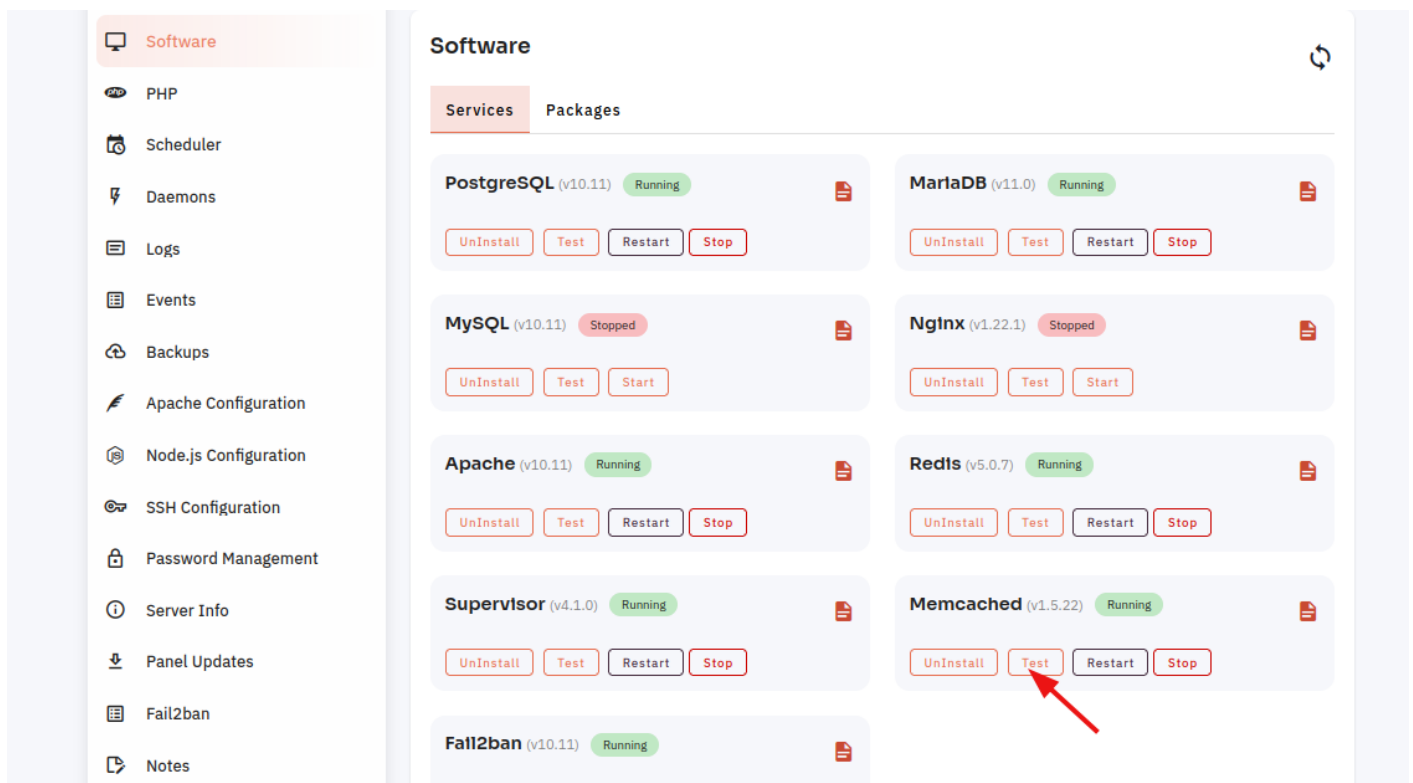 Software
PHP
Scheduler
Daemons
Logs
Events
Backups
Apache Configuration
Node.js Configuration
SSH Configuration
Password Management
Server Info
Panel Updates
Fail2ban
Notes
Software
Services Packages
PostgreSQL (v10.11) Running
UnInstall Test Restart Stop
MariaDB (v11.0) Running
UnInstall Test Restart Stop
MySQL (v10.11) Stopped
UnInstall Test Start
Nginx (v1.22.1) Stopped
UnInstall Test Start
Apache (v10.11) Running
UnInstall Test Restart Stop
Redis (v5.0.7) Running
UnInstall Test Restart Stop
Supervisor (v4.1.0) Running
UnInstall Test Restart Stop
Memcached (v1.5.22) Running
UnInstall Test Restart Stop
Fail2ban (v10.11) Running